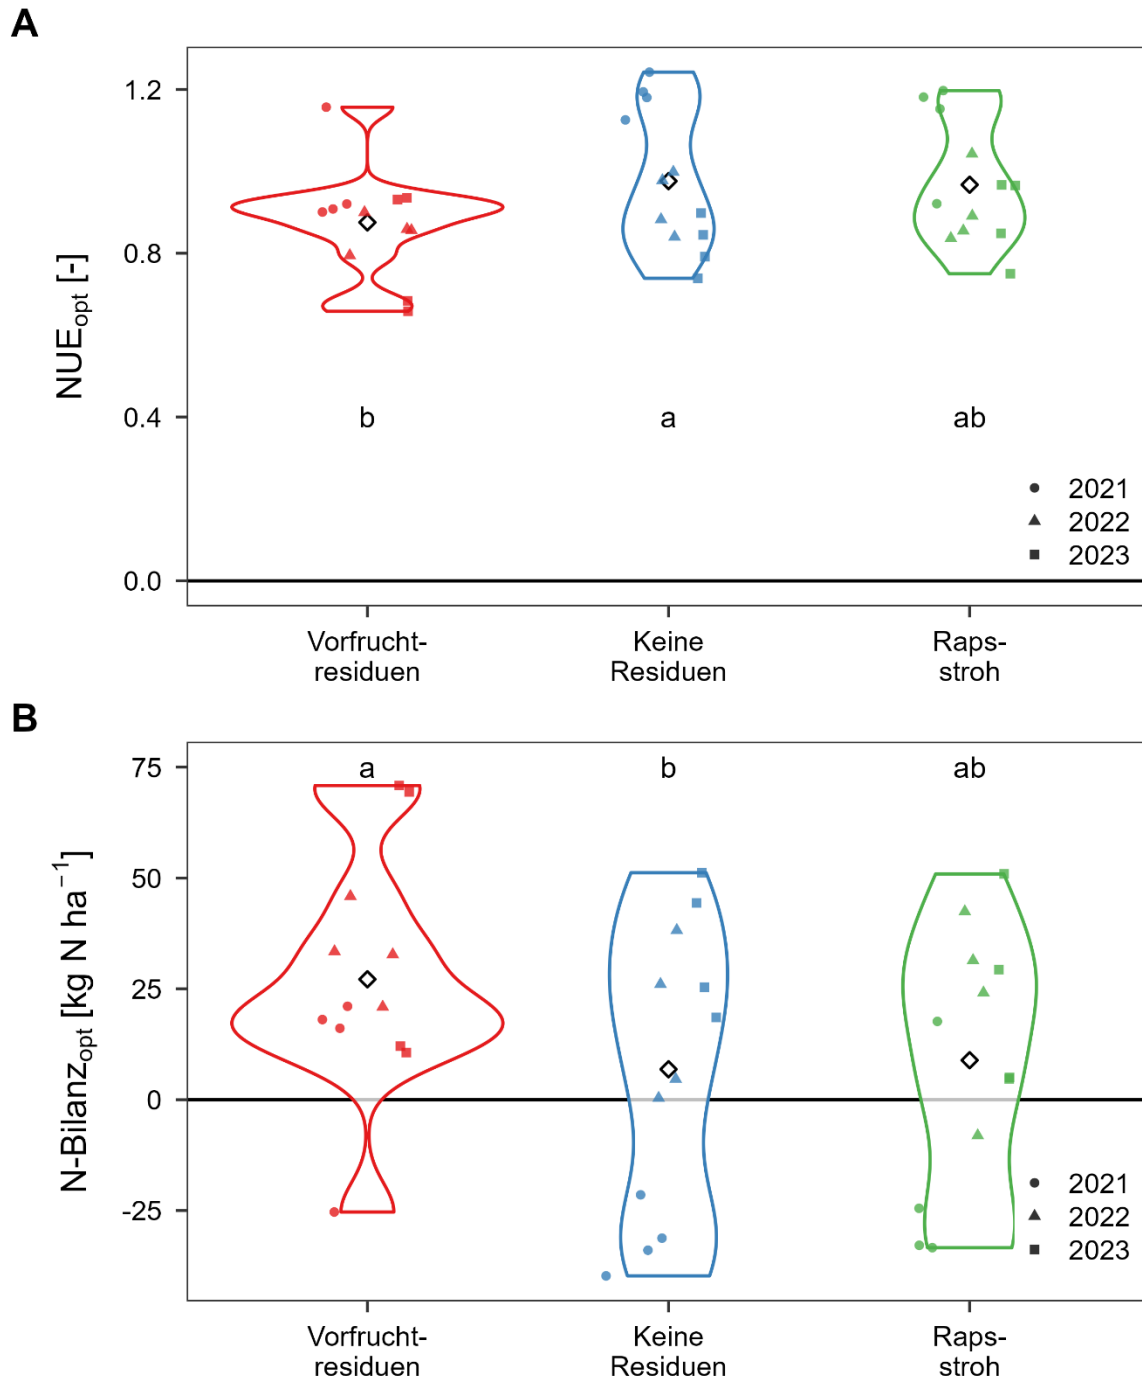 A
NUEopt [-]
1.2
0.8
0.4
0.0
b
a
ab
2021
2022
2023
Vorfrucht-
residuen
Keine
Residuen
Raps-
stroh
B
N-Bilanzopt [kg N ha−1]
75
50
25
0
-25
a
b
ab
2021
2022
2023
Vorfrucht-
residuen
Keine
Residuen
Raps-
stroh